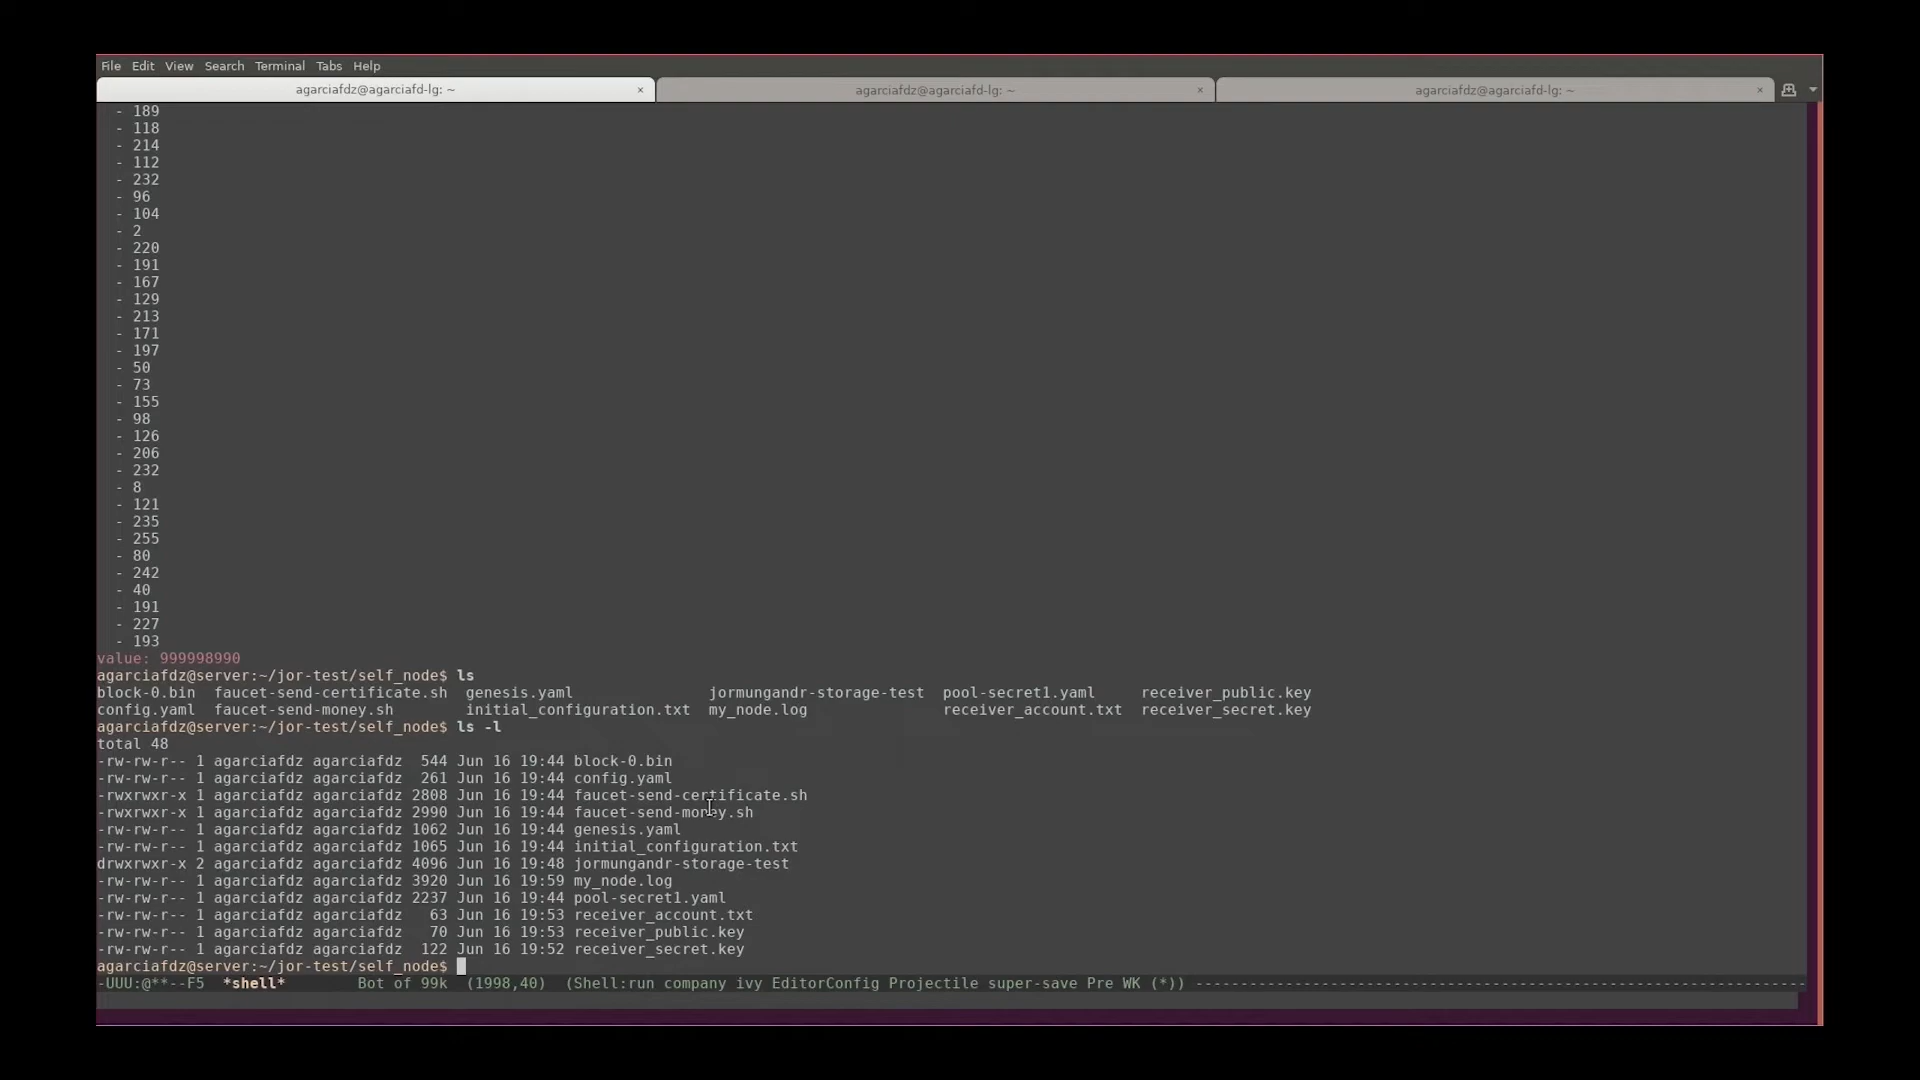 File Edit View Search Terminal Tabs Help
agarciafdz@agarciafd-lg: ~ × agarciafdz@agarciafd-lg: ~ × agarciafdz@agarciafd-lg: ~ ×
- 189
- 118
- 214
- 112
- 232
- 96
- 104
- 2
- 220
- 191
- 167
- 129
- 213
- 171
- 197
- 50
- 73
- 155
- 98
- 126
- 206
- 232
- 8
- 121
- 235
- 255
- 80
- 242
- 40
- 191
- 227
- 193
value: 999998990
agarciafdz@server:~/jor-test/self_node$ ls
block-0.bin  faucet-send-certificate.sh  genesis.yaml               jormungandr-storage-test  pool-secret1.yaml     receiver_public.key
config.yaml  faucet-send-money.sh        initial_configuration.txt  my_node.log               receiver_account.txt  receiver_secret.key
agarciafdz@server:~/jor-test/self_node$ ls -l
total 48
-rw-rw-r-- 1 agarciafdz agarciafdz  544 Jun 16 19:44 block-0.bin
-rw-rw-r-- 1 agarciafdz agarciafdz  261 Jun 16 19:44 config.yaml
-rwxrwxr-x 1 agarciafdz agarciafdz 2808 Jun 16 19:44 faucet-send-certificate.sh
-rwxrwxr-x 1 agarciafdz agarciafdz 2990 Jun 16 19:44 faucet-send-money.sh
-rw-rw-r-- 1 agarciafdz agarciafdz 1062 Jun 16 19:44 genesis.yaml
-rw-rw-r-- 1 agarciafdz agarciafdz 1065 Jun 16 19:44 initial_configuration.txt
drwxrwxr-x 2 agarciafdz agarciafdz 4096 Jun 16 19:48 jormungandr-storage-test
-rw-rw-r-- 1 agarciafdz agarciafdz 3920 Jun 16 19:59 my_node.log
-rw-rw-r-- 1 agarciafdz agarciafdz 2237 Jun 16 19:44 pool-secret1.yaml
-rw-rw-r-- 1 agarciafdz agarciafdz   63 Jun 16 19:53 receiver_account.txt
-rw-rw-r-- 1 agarciafdz agarciafdz   70 Jun 16 19:53 receiver_public.key
-rw-rw-r-- 1 agarciafdz agarciafdz  122 Jun 16 19:52 receiver_secret.key
agarciafdz@server:~/jor-test/self_node$
-UUU:@**--F5  *shell*        Bot of 99k  (1998,40)  (Shell:run company ivy EditorConfig Projectile super-save Pre WK (*)) --------------------------------------------------------------------